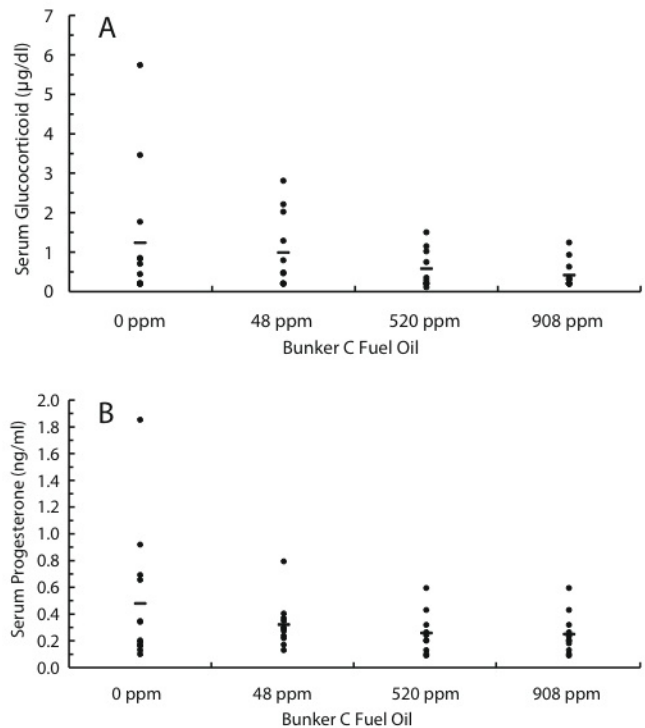 A
Serum Glucocorticoid (µg/dl)
7
6
5
4
3
2
1
0
0 ppm 48 ppm 520 ppm 908 ppm
Bunker C Fuel Oil
B
Serum Progesterone (ng/ml)
2.0
1.8
1.6
1.4
1.2
1.0
0.8
0.6
0.4
0.2
0.0
0 ppm 48 ppm 520 ppm 908 ppm
Bunker C Fuel Oil